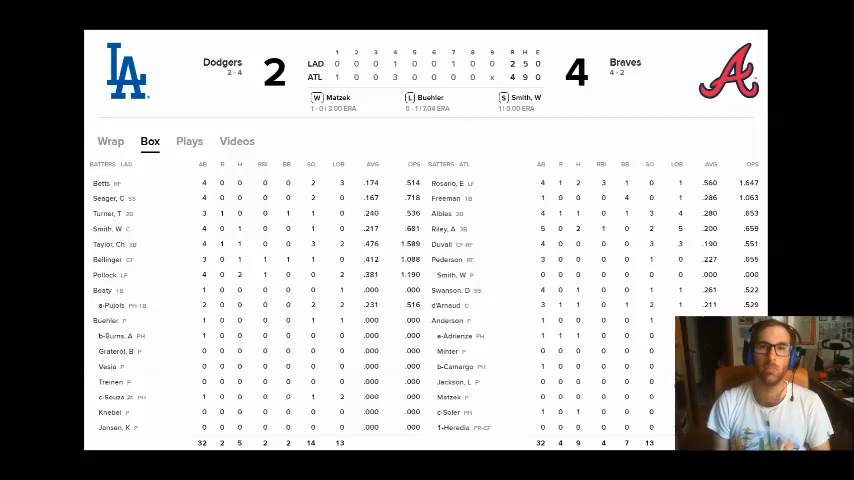 1 2 3 4 5 6 7 8 9 R H E
Dodgers 2 LAD 0 0 0 1 0 0 1 0 0 2 5 0 4 Braves
2 - 4 ATL 1 0 0 3 0 0 0 0 x 4 9 0 4 - 2
W Matzek L Buehler S Smith, W
1 - 0 | 3.00 ERA 0 - 1 | 7.04 ERA 1 | 0.00 ERA
Wrap Box Plays Videos
BATTERS - LAD AB R H RBI BB SO LOB AVG OPS
Betts RF 4 0 0 0 0 2 3 .174 .514
Seager, C SS 4 0 0 0 0 2 0 .167 .718
Turner, T 2B 3 1 0 0 1 1 0 .240 .536
Smith, W C 4 0 1 0 0 1 0 .217 .681
Taylor, Ch 3B 4 1 1 0 0 3 2 .476 1.589
Bellinger CF 3 0 1 1 1 1 0 .412 1.088
Pollock LF 4 0 2 1 0 0 2 .381 1.190
Beaty 1B 1 0 0 0 0 0 1 .000 .000
a-Pujols PH-1B 2 0 0 0 0 2 2 .231 .516
Buehler P 1 0 0 0 0 1 1 .000 .000
b-Burns, A PH 1 0 0 0 0 0 0 .000 .000
Graterol, B P 0 0 0 0 0 0 0 .000 .000
Vesia P 0 0 0 0 0 0 0 .000 .000
Treinen P 0 0 0 0 0 0 0 .000 .000
c-Souza Jr. PH 1 0 0 0 0 1 2 .000 .000
Knebel P 0 0 0 0 0 0 0 .000 .000
Jansen, K P 0 0 0 0 0 0 0 .000 .000
32 2 5 2 2 14 13
BATTERS - ATL AB R H RBI BB SO LOB AVG OPS
Rosario, E LF 4 1 2 3 1 0 1 .560 1.647
Freeman 1B 1 0 0 0 4 0 1 .286 1.063
Albies 2B 4 1 1 0 1 3 4 .280 .653
Riley, A 3B 5 0 2 1 0 2 5 .200 .659
Duvall CF-RF 4 0 0 0 0 3 3 .190 .551
Pederson RF 3 0 0 0 0 1 0 .227 .655
Smith, W P 0 0 0 0 0 0 0 .000 .000
Swanson, D SS 4 0 1 0 0 1 1 .261 .522
d'Arnaud C 3 1 1 0 1 2 1 .211 .529
Anderson P 1 0 0 0 0 1
a-Adrianza PH 1 1 1 0 0 0
Minter P 0 0 0 0 0 0
b-Camargo PH 1 0 0 0 0 0
Jackson, L P 0 0 0 0 0 0
Matzek P 0 0 0 0 0 0
c-Soler PH 1 0 1 0 0 0
1-Heredia PR-CF 0 0 0 0 0 0
32 4 9 4 7 13